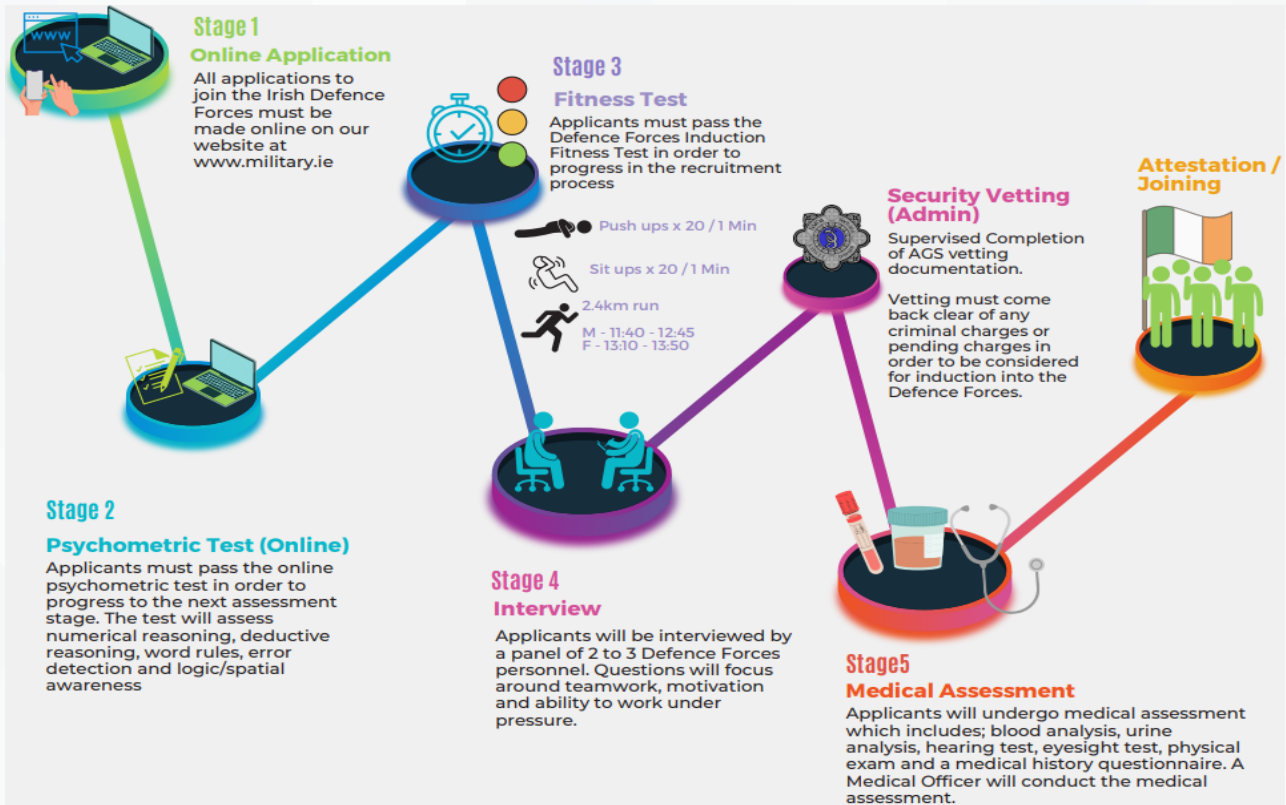 WWW
Stage 1
Online Application
All applications to
join the Irish Defence
Forces must be
made online on our
website at
www.military.ie
Stage 2
Psychometric Test (Online)
Applicants must pass the online
psychometric test in order to
progress to the next assessment
stage. The test will assess
numerical reasoning, deductive
reasoning, word rules, error
detection and logic/spatial
awareness
Stage 3
Fitness Test
Applicants must pass the
Defence Forces Induction
Fitness Test in order to
progress in the recruitment
process
Push ups x 20 / 1 Min
Sit ups x 20 / 1 Min
2.4km run
M - 11:40 - 12:45
F - 13:10 - 13:50
Stage 4
Interview
Applicants will be interviewed by
a panel of 2 to 3 Defence Forces
personnel. Questions will focus
around teamwork, motivation
and ability to work under
pressure.
Security Vetting
(Admin)
Supervised Completion
of AGS vetting
documentation.
Vetting must come
back clear of any
criminal charges or
pending charges in
order to be considered
for induction into the
Defence Forces.
Stage5
Medical Assessment
Applicants will undergo medical assessment
which includes; blood analysis, urine
analysis, hearing test, eyesight test, physical
exam and a medical history questionnaire. A
Medical Officer will conduct the medical
assessment.
Attestation /
Joining